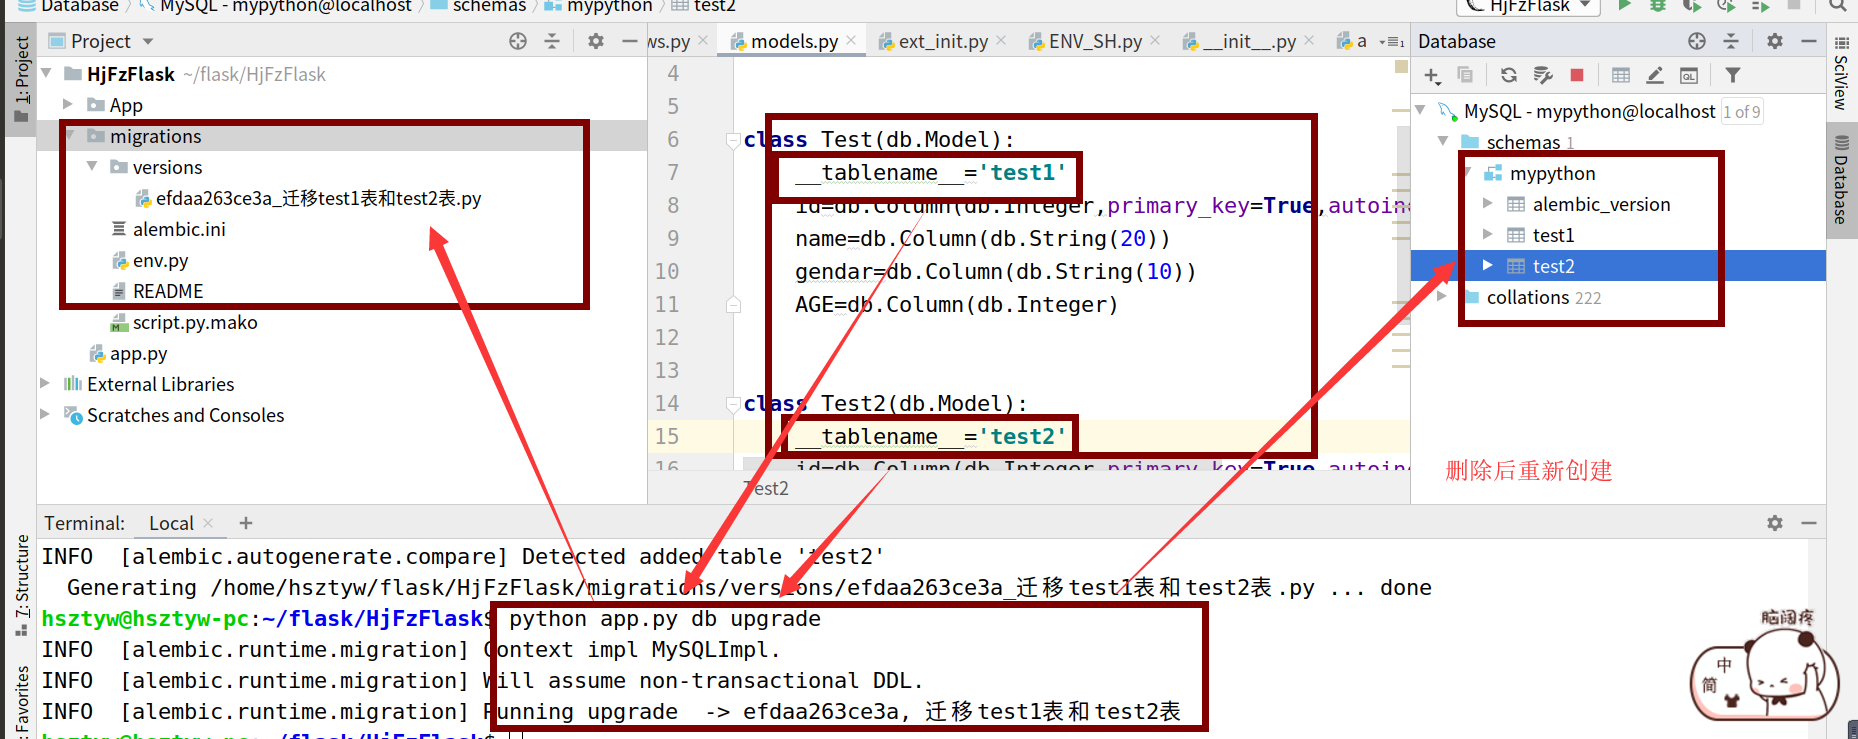 Database MySQL - mypython@localhost schemas mypython test2 HjFzFlask
1: Project
Project
HjFzFlask ~/flask/HjFzFlask
App
migrations
versions
efdaa263ce3a_迁移test1表和test2表.py
alembic.ini
env.py
README
script.py.mako
app.py
External Libraries
Scratches and Consoles
ws.py models.py ext_init.py ENV_SH.py __init__.py a
4
5
6 class Test(db.Model):
7 __tablename__='test1'
8 id=db.Column(db.Integer,primary_key=True,autoinc
9 name=db.Column(db.String(20))
10 gendar=db.Column(db.String(10))
11 AGE=db.Column(db.Integer)
12
13
14 class Test2(db.Model):
15 __tablename__='test2'
16 id=db.Column(db.Integer,primary_key=True,autoinc
Test2
Database
MySQL - mypython@localhost 1 of 9
schemas 1
mypython
alembic_version
test1
test2
collations 222
删除后重新创建
SciView
Database
7: Structure
Favorites
Terminal: Local +
INFO [alembic.autogenerate.compare] Detected added table 'test2'
Generating /home/hsztyw/flask/HjFzFlask/migrations/versions/efdaa263ce3a_迁移test1表和test2表.py ... done
hsztyw@hsztyw-pc:~/flask/HjFzFlask$ python app.py db upgrade
INFO [alembic.runtime.migration] Context impl MySQLImpl.
INFO [alembic.runtime.migration] Will assume non-transactional DDL.
INFO [alembic.runtime.migration] Running upgrade -> efdaa263ce3a, 迁移test1表和test2表
hsztyw@hsztyw-pc:~/flask/HjFzFlask$
脑阔疼
中
简